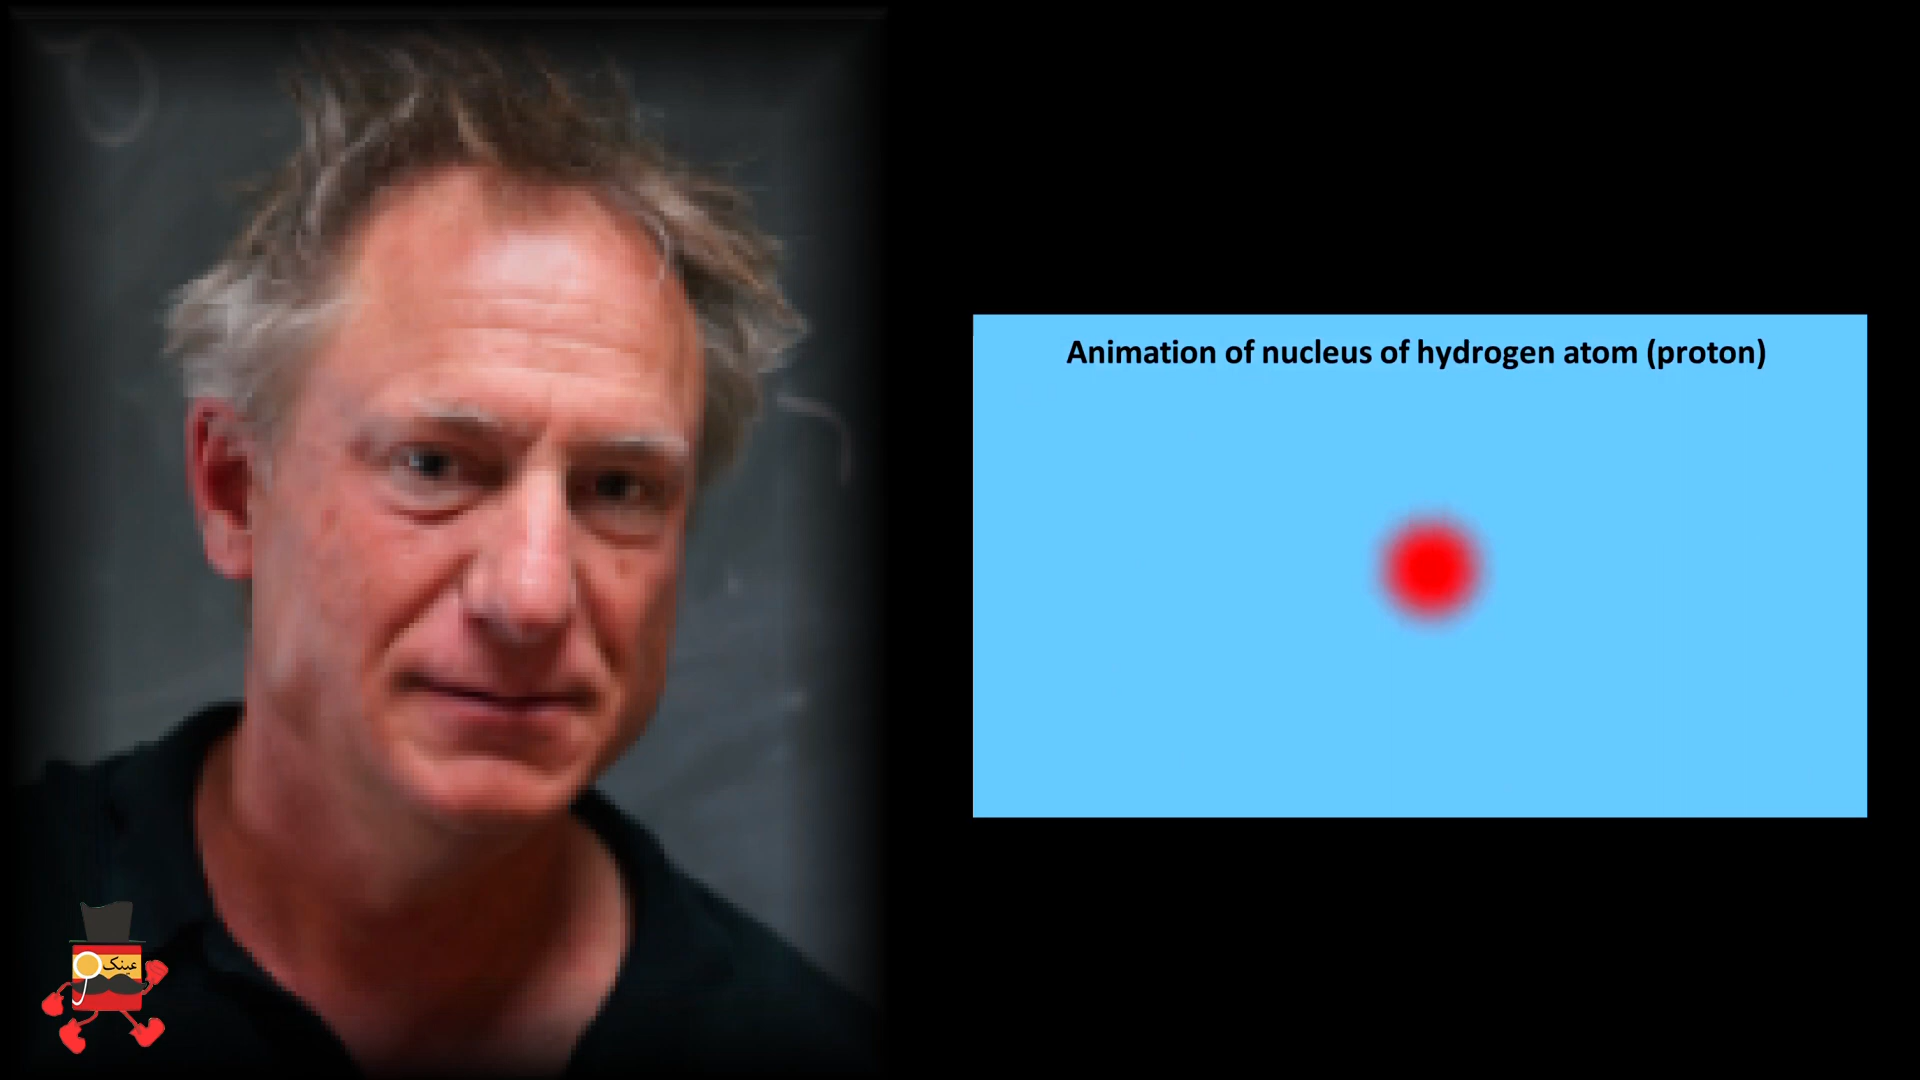 Animation of nucleus of hydrogen atom (proton)
عینک